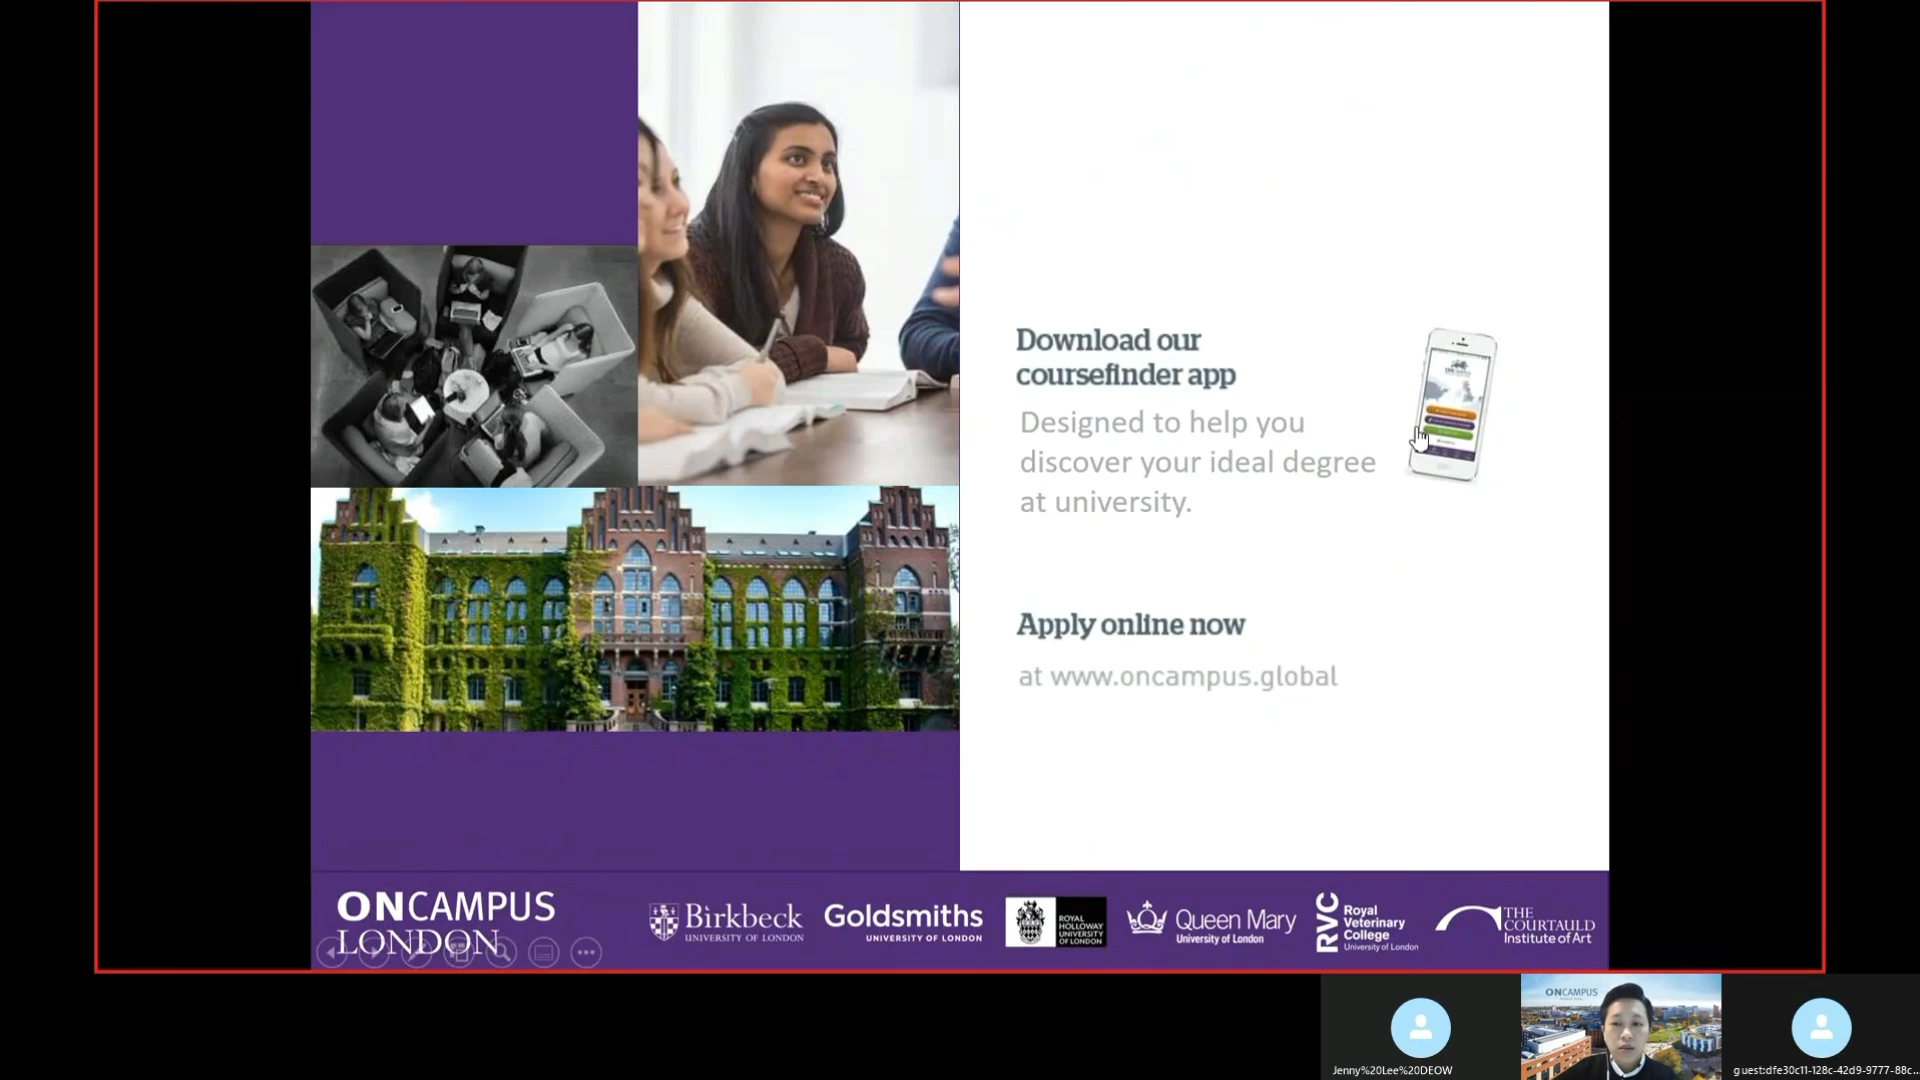 Download our
coursefinder app
Designed to help you
discover your ideal degree
at university.
Apply online now
at www.oncampus.global
ONCAMPUS
LONDON
Birkbeck
UNIVERSITY OF LONDON
Goldsmiths
UNIVERSITY OF LONDON
ROYAL
HOLLOWAY
UNIVERSITY
OF LONDON
Queen Mary
University of London
RVC
Royal
Veterinary
College
University of London
THE
COURTAULD
Institute of Art
ONCAMPUS
Jenny%20Lee%20DEOW
guest:dfe30c11-128c-42d9-9777-88c...